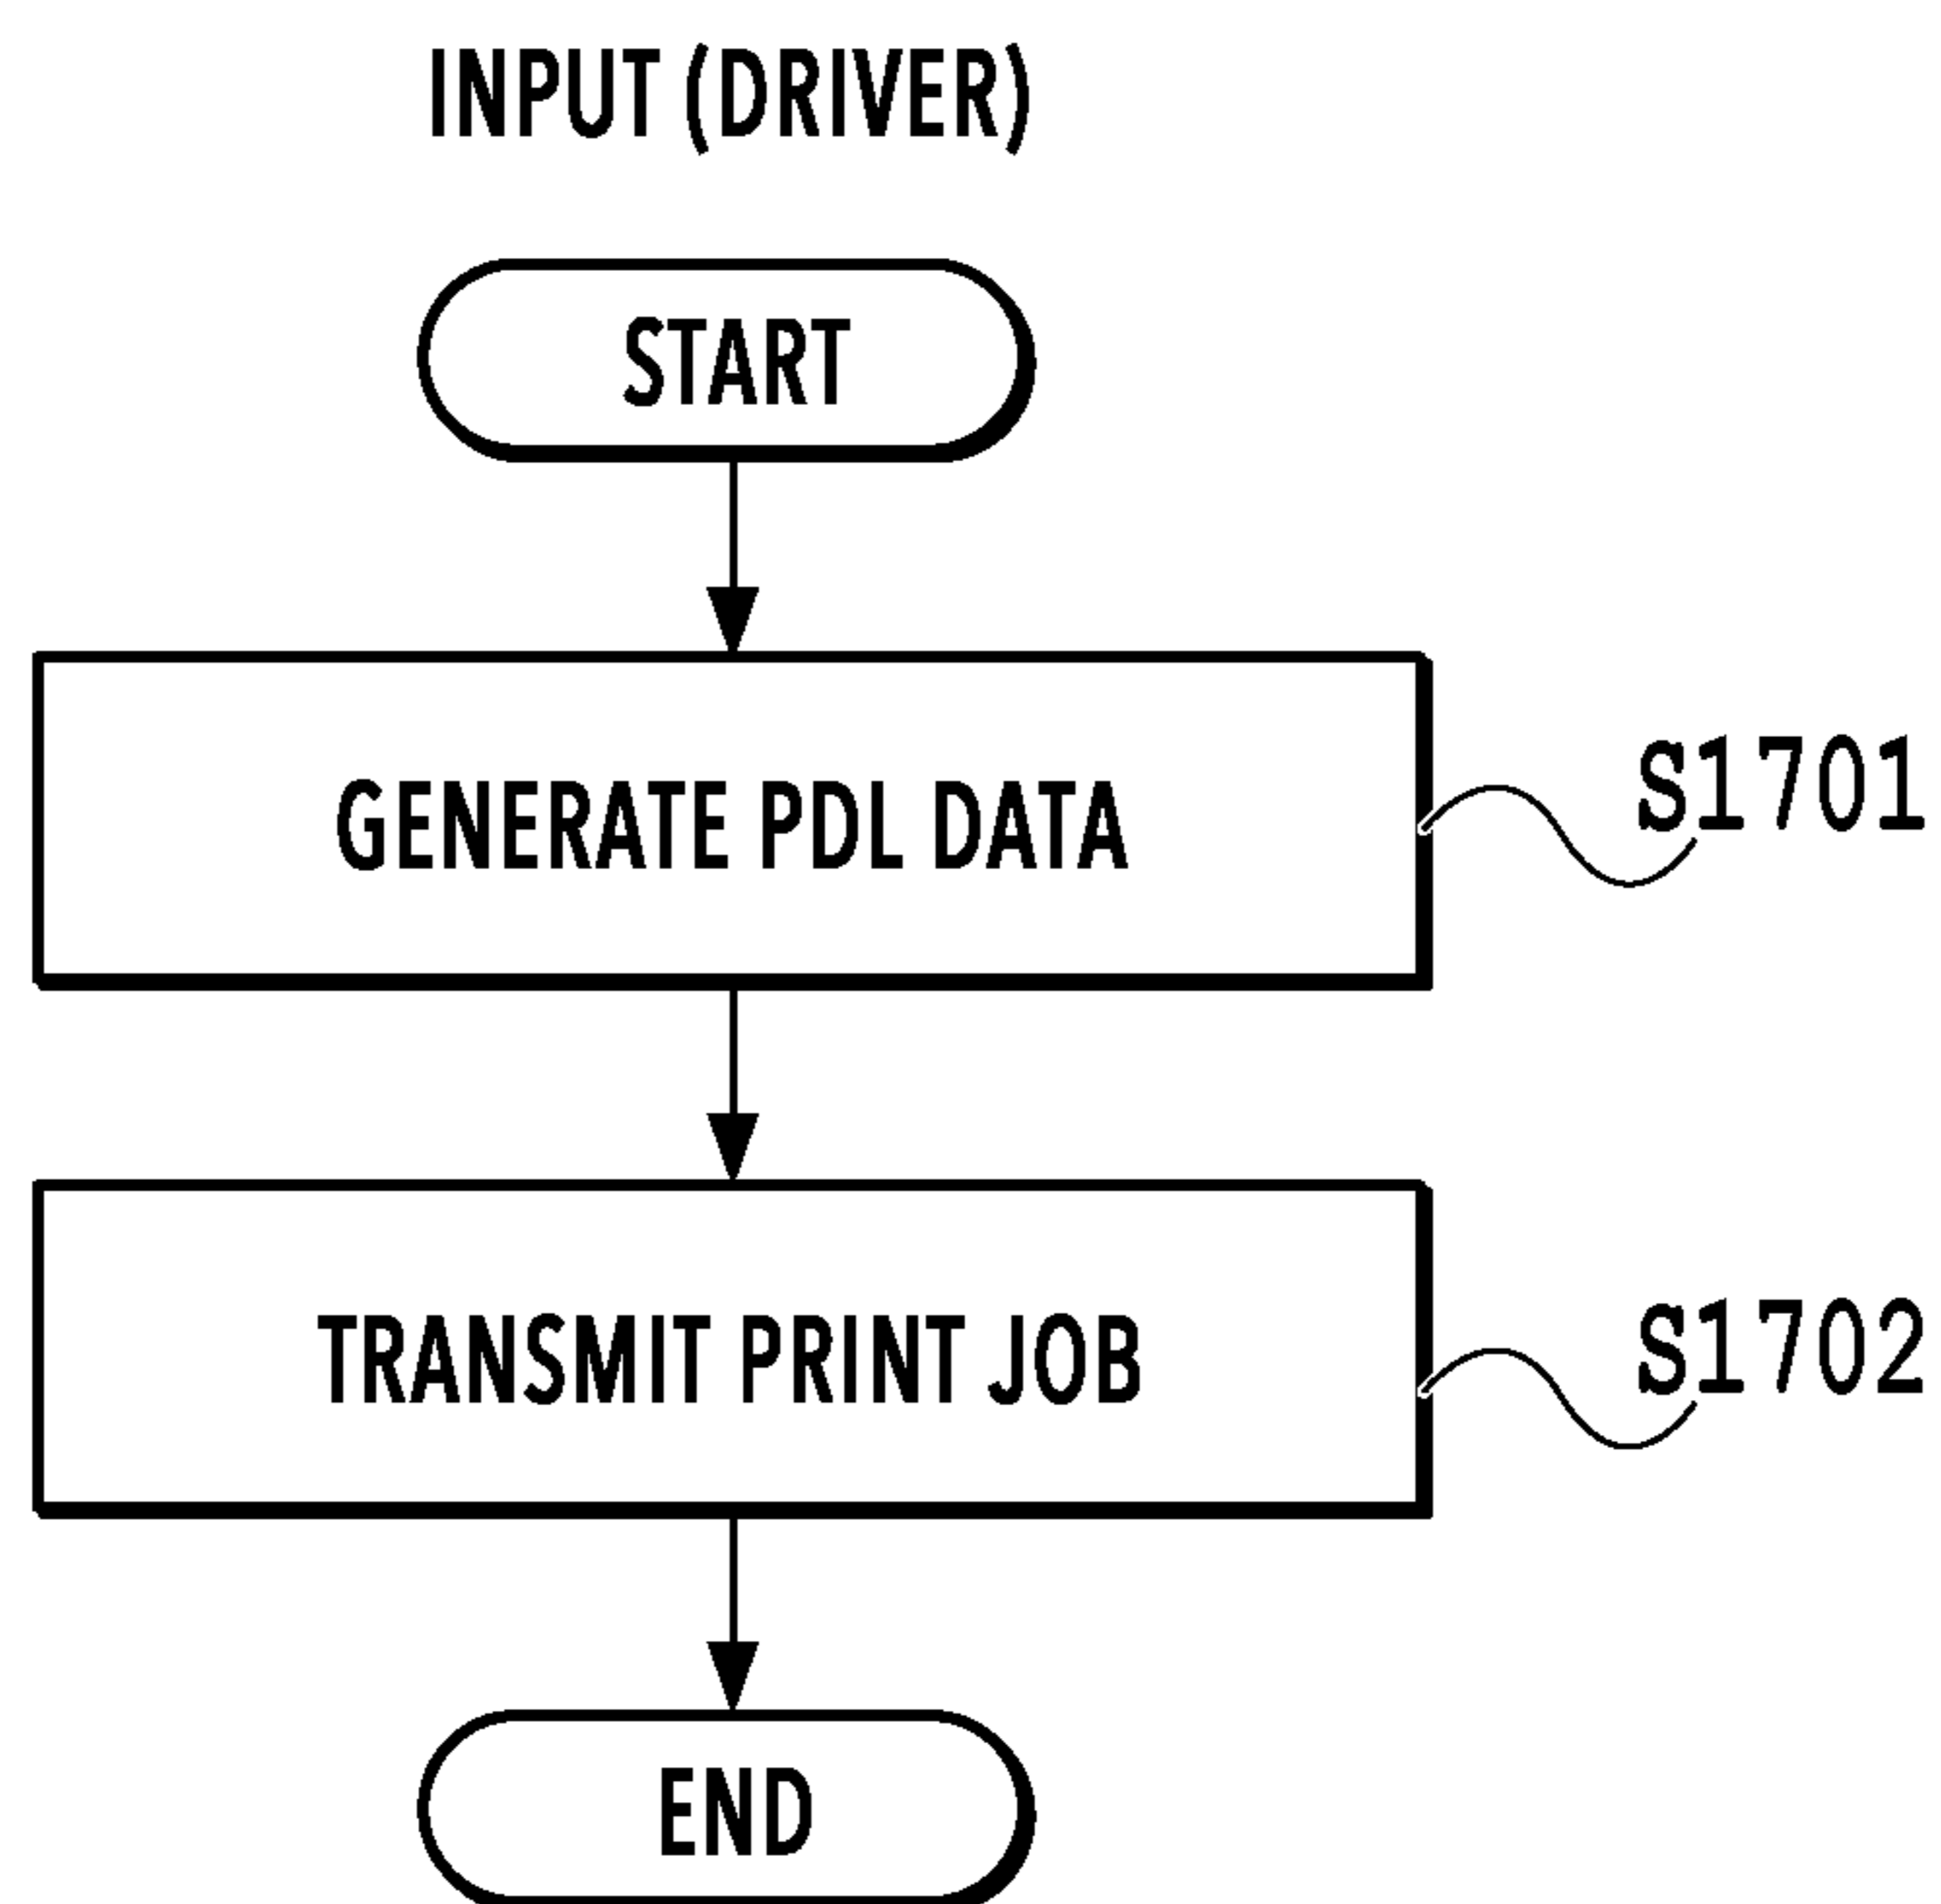 INPUT (DRIVER)
START
GENERATE PDL DATA
S1701
TRANSMIT PRINT JOB
S1702
END